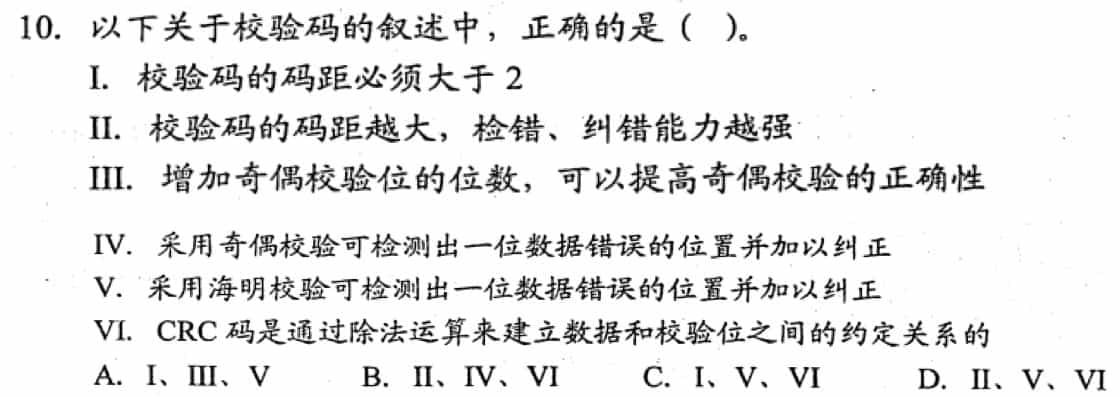 10. 以下关于校验码的叙述中，正确的是（ ）。
I. 校验码的码距必须大于 2
II. 校验码的码距越大，检错、纠错能力越强
III. 增加奇偶校验位的位数，可以提高奇偶校验的正确性
IV. 采用奇偶校验可检测出一位数据错误的位置并加以纠正
V. 采用海明校验可检测出一位数据错误的位置并加以纠正
VI. CRC 码是通过除法运算来建立数据和校验位之间的约定关系的
A. I、III、V B. II、IV、VI C. I、V、VI D. II、V、VI